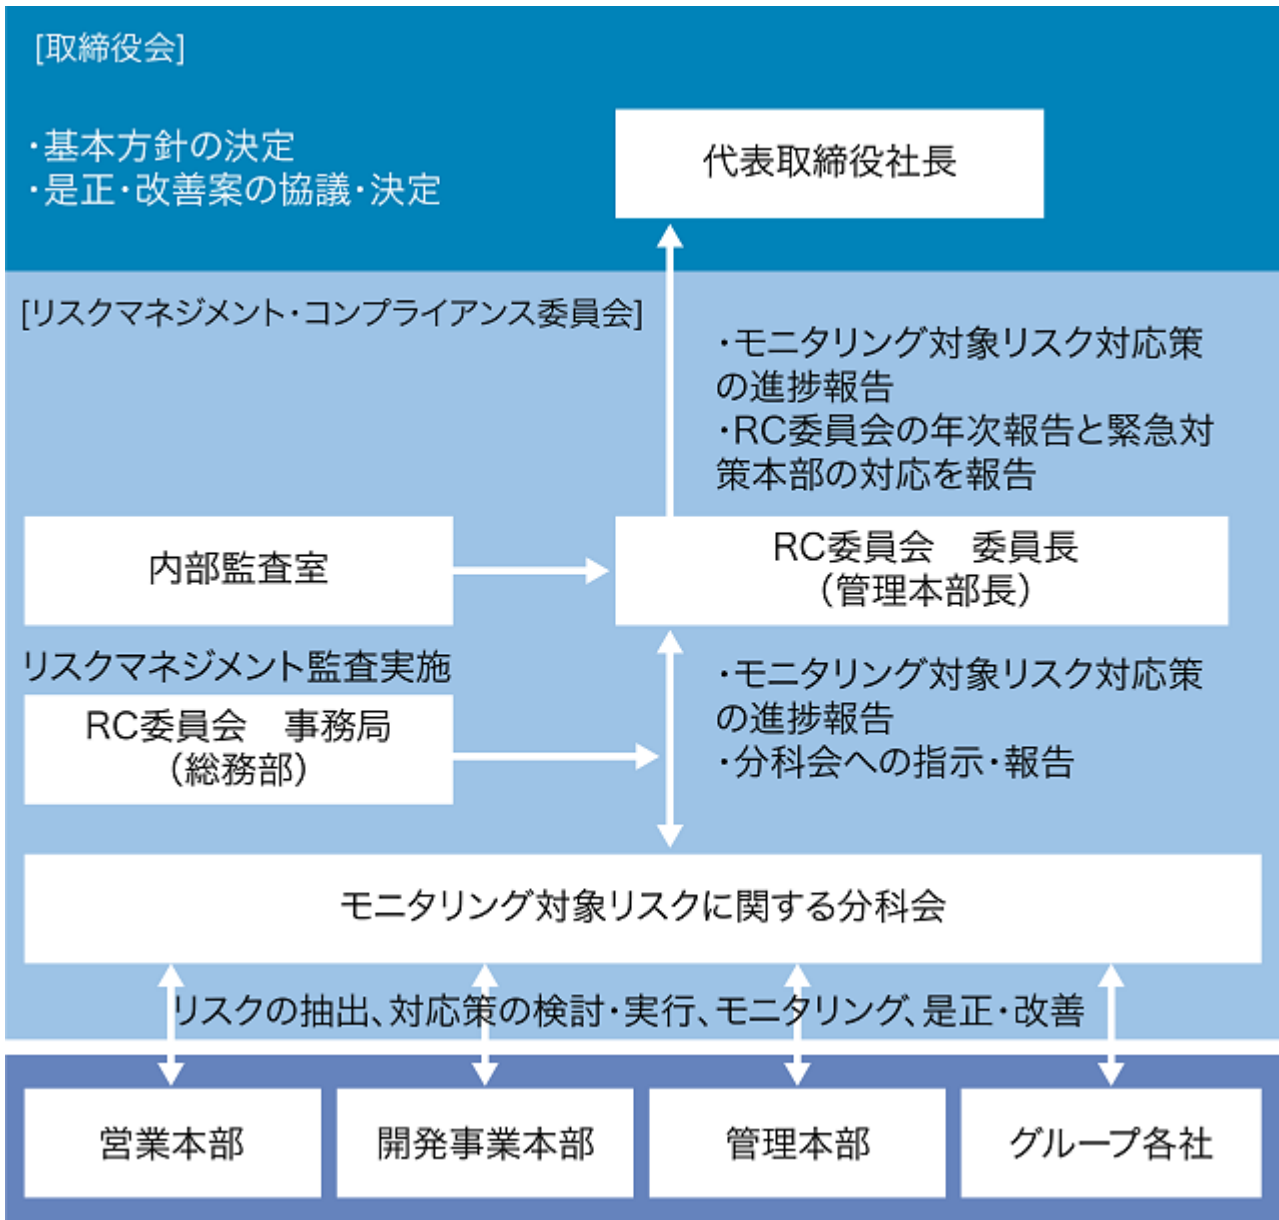 [取締役会]
・基本方針の決定
・是正・改善案の協議・決定
代表取締役社長
[リスクマネジメント・コンプライアンス委員会]
・モニタリング対象リスク対応策
の進捗報告
・RC委員会の年次報告と緊急対
策本部の対応を報告
内部監査室
RC委員会　委員長
（管理本部長）
リスクマネジメント監査実施
RC委員会　事務局
（総務部）
・モニタリング対象リスク対応策
の進捗報告
・分科会への指示・報告
モニタリング対象リスクに関する分科会
リスクの抽出、対応策の検討・実行、モニタリング、是正・改善
営業本部
開発事業本部
管理本部
グループ各社